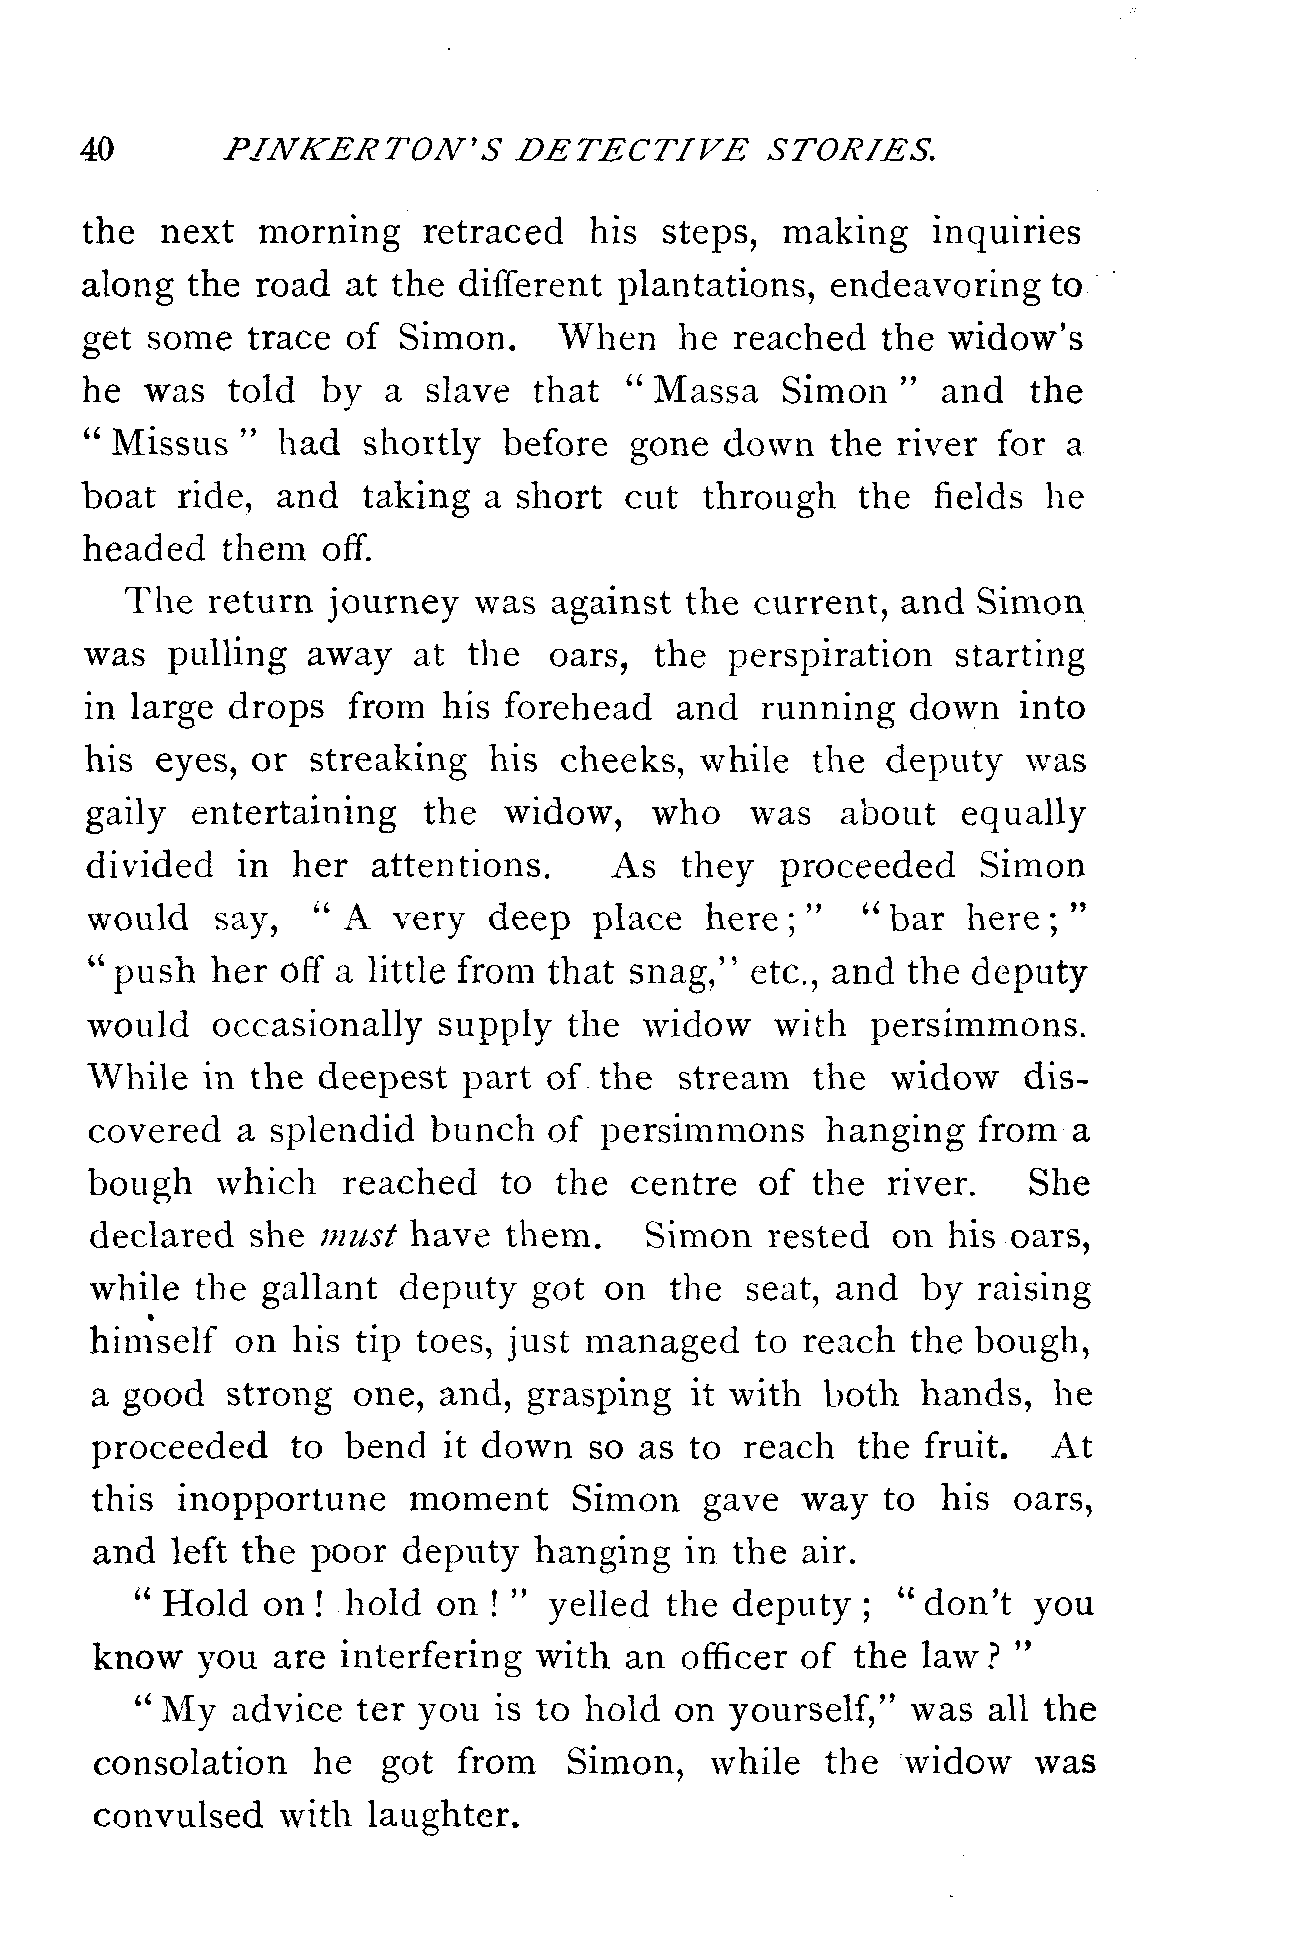 40 PINKERTON'S DETECTIVE STORIES.
the next morning retraced his steps, making inquiries
along the road at the different plantations, endeavoring to
get some trace of Simon. When he reached the widow's
he was told by a slave that " Massa Simon " and the
" Missus " had shortly before gone down the river for a
boat ride, and taking a short cut through the fields he
headed them off.
The return journey was against the current, and Simon
was pulling away at the oars, the perspiration starting
in large drops from his forehead and running down into
his eyes, or streaking his cheeks, while the deputy was
gaily entertaining the widow, who was about equally
divided in her attentions. As they proceeded Simon
would say, " A very deep place here ; " " bar here ; "
" push her off a little from that snag," etc., and the deputy
would occasionally supply the widow with persimmons.
While in the deepest part of the stream the widow dis-
covered a splendid bunch of persimmons hanging from a
bough which reached to the centre of the river. She
declared she must have them. Simon rested on his oars,
while the gallant deputy got on the seat, and by raising
himself on his tip toes, just managed to reach the bough,
a good strong one, and, grasping it with both hands, he
proceeded to bend it down so as to reach the fruit. At
this inopportune moment Simon gave way to his oars,
and left the poor deputy hanging in the air.
" Hold on ! hold on ! " yelled the deputy ; " don't you
know you are interfering with an officer of the law ? "
" My advice ter you is to hold on yourself," was all the
consolation he got from Simon, while the widow was
convulsed with laughter.